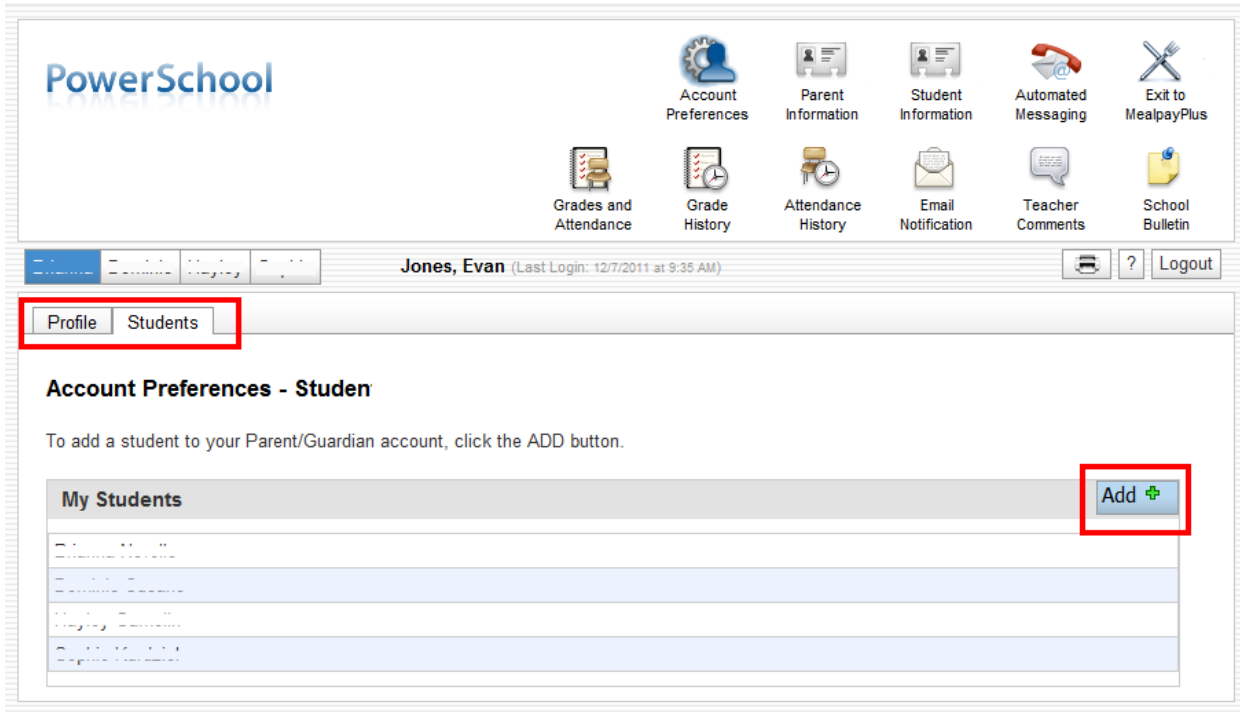 PowerSchool
Account Preferences
Parent Information
Student Information
Automated Messaging
Exit to MealpayPlus
Grades and Attendance
Grade History
Attendance History
Email Notification
Teacher Comments
School Bulletin
Jones, Evan (Last Login: 12/7/2011 at 9:35 AM)
? Logout
Profile Students
Account Preferences - Studen
To add a student to your Parent/Guardian account, click the ADD button.
My Students
Add